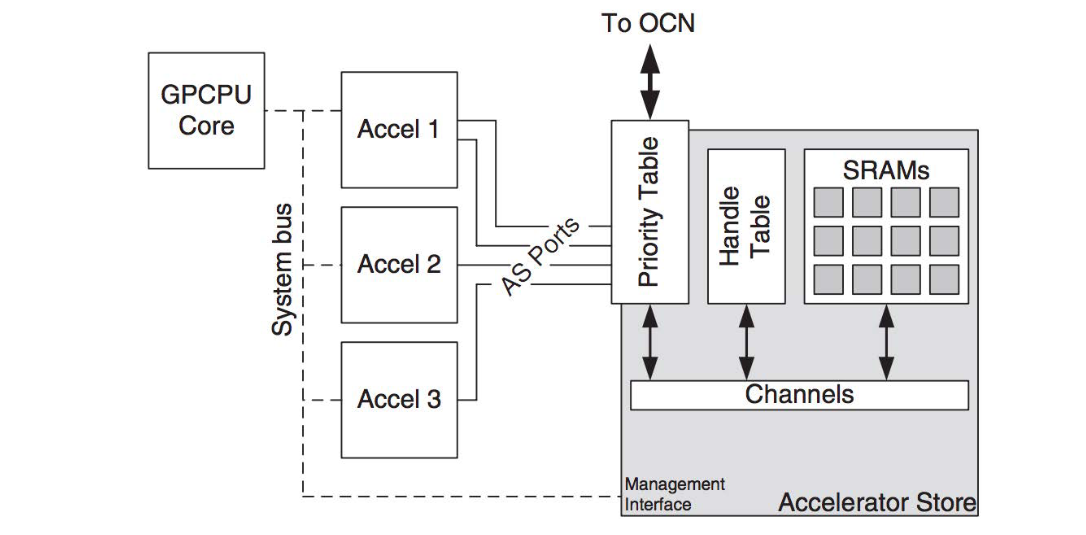 To OCN
GPCPU
Core
Accel 1
Accel 2
Accel 3
System bus
AS Ports
Priority Table
Handle
Table
SRAMs
Channels
Management
Interface
Accelerator Store